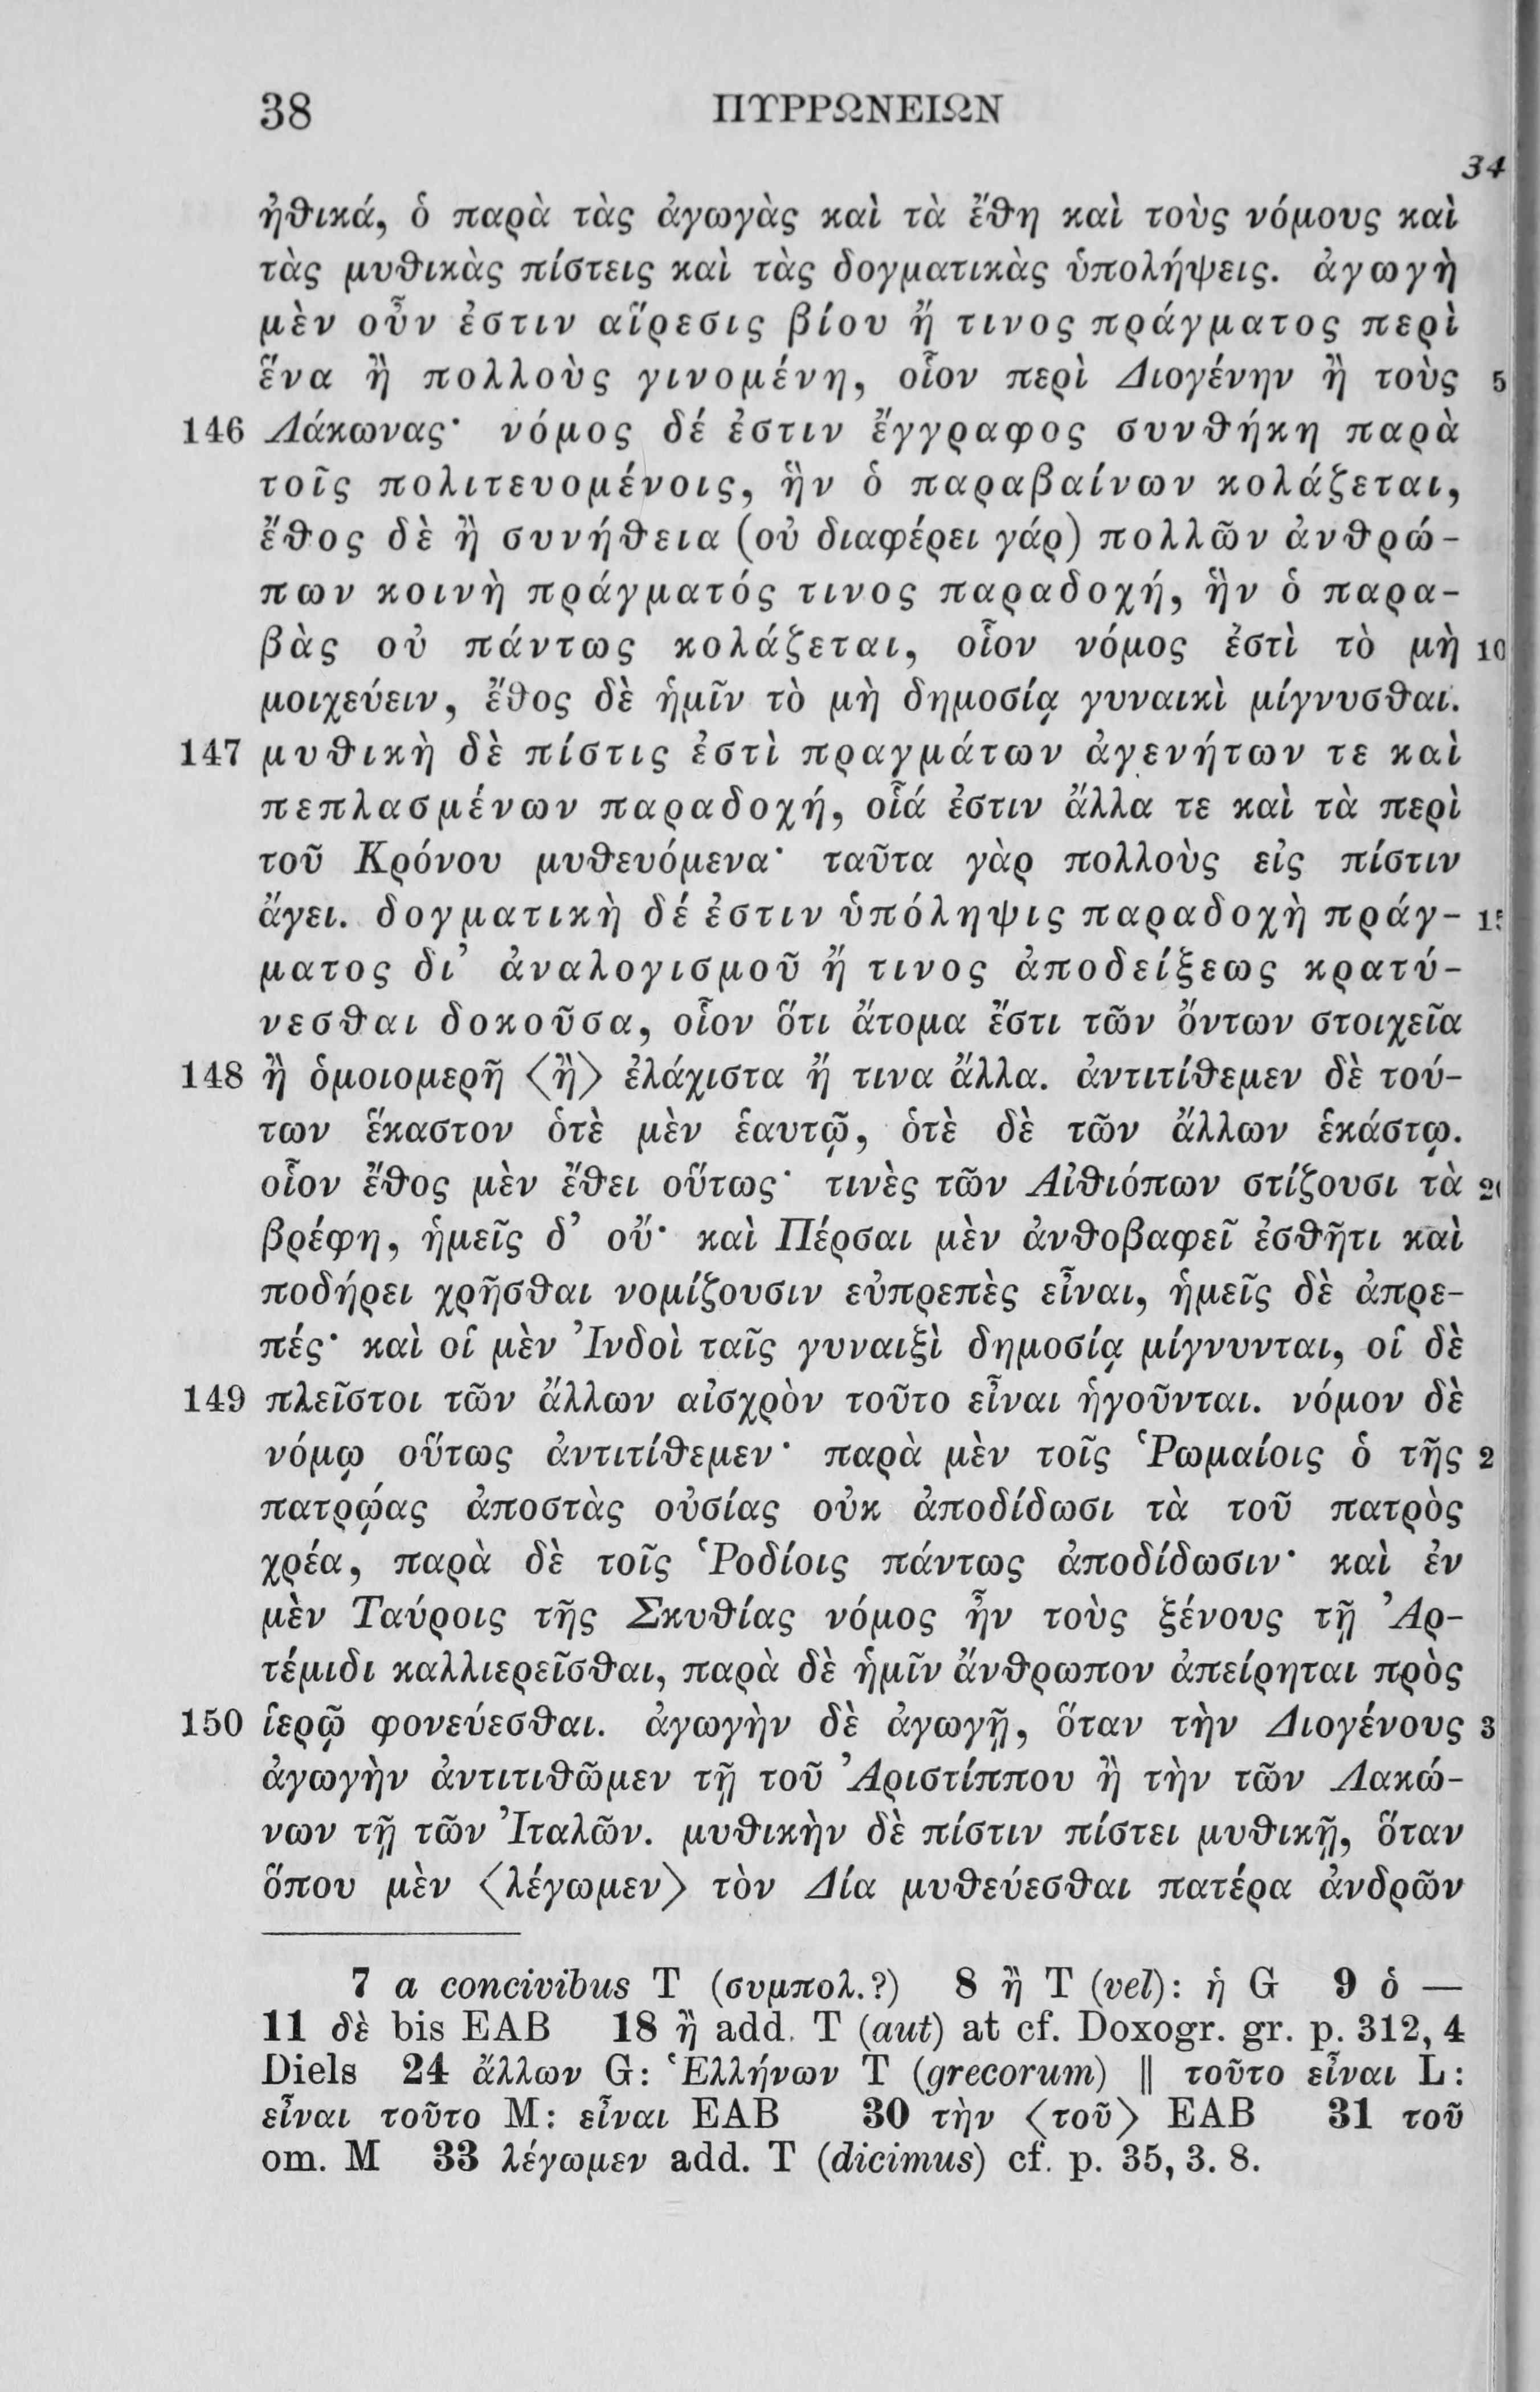 38 ΠΥΡΡΩΝΕΙΩΝ
34
ἠθικά, ὁ παρὰ τὰς ἀγωγὰς καὶ τὰ ἔθη καὶ τοὺς νόμους καὶ
τὰς μυθικὰς πίστεις καὶ τὰς δογματικὰς ὑπολήψεις. ἀγωγὴ
μὲν οὖν ἐστιν αἵρεσις βίου ἤ τινος πράγματος περὶ
ἕνα ἢ πολλοὺς γινομένη, οἷον περὶ Διογένην ἢ τοὺς 5
146 Λάκωνας· νόμος δέ ἐστιν ἔγγραφος συνθήκη παρὰ
τοῖς πολιτευομένοις, ἣν ὁ παραβαίνων κολάζεται,
ἔθος δὲ ἢ συνήθεια (οὐ διαφέρει γάρ) πολλῶν ἀνθρώ-
πων κοινὴ πράγματός τινος παραδοχή, ἣν ὁ παρα-
βὰς οὐ πάντως κολάζεται, οἷον νόμος ἐστὶ τὸ μὴ 10
μοιχεύειν, ἔθος δὲ ἡμῖν τὸ μὴ δημοσίᾳ γυναικὶ μίγνυσθαι.
147 μυθικὴ δὲ πίστις ἐστὶ πραγμάτων ἀγενήτων τε καὶ
πεπλασμένων παραδοχή, οἷά ἐστιν ἄλλα τε καὶ τὰ περὶ
τοῦ Κρόνου μυθευόμενα· ταῦτα γὰρ πολλοὺς εἰς πίστιν
ἄγει. δογματικὴ δέ ἐστιν ὑπόληψις παραδοχὴ πράγ- 15
ματος δι’ ἀναλογισμοῦ ἤ τινος ἀποδείξεως κρατύ-
νεσθαι δοκοῦσα, οἷον ὅτι ἄτομα ἔστι τῶν ὄντων στοιχεῖα
148 ἢ ὁμοιομερῆ 〈ἢ〉 ἐλάχιστα ἤ τινα ἄλλα. ἀντιτίθεμεν δὲ τού-
των ἕκαστον ὁτὲ μὲν ἑαυτῷ, ὁτὲ δὲ τῶν ἄλλων ἑκάστῳ.
οἷον ἔθος μὲν ἔθει οὕτως· τινὲς τῶν Αἰθιόπων στίζουσι τὰ 20
βρέφη, ἡμεῖς δ’ οὔ· καὶ Πέρσαι μὲν ἀνθοβαφεῖ ἐσθῆτι καὶ
ποδήρει χρῆσθαι νομίζουσιν εὐπρεπὲς εἶναι, ἡμεῖς δὲ ἀπρε-
πές· καὶ οἱ μὲν Ἰνδοὶ ταῖς γυναιξὶ δημοσίᾳ μίγνυνται, οἱ δὲ
149 πλεῖστοι τῶν ἄλλων αἰσχρὸν τοῦτο εἶναι ἡγοῦνται. νόμον δὲ
νόμῳ οὕτως ἀντιτίθεμεν· παρὰ μὲν τοῖς Ῥωμαίοις ὁ τῆς 2
πατρῴας ἀποστὰς οὐσίας οὐκ ἀποδίδωσι τὰ τοῦ πατρὸς
χρέα, παρὰ δὲ τοῖς Ῥοδίοις πάντως ἀποδίδωσιν· καὶ ἐν
μὲν Ταύροις τῆς Σκυθίας νόμος ἦν τοὺς ξένους τῇ Ἀρ-
τέμιδι καλλιερεῖσθαι, παρὰ δὲ ἡμῖν ἄνθρωπον ἀπείρηται πρὸς
150 ἱερῷ φονεύεσθαι. ἀγωγὴν δὲ ἀγωγῇ, ὅταν τὴν Διογένους 3
ἀγωγὴν ἀντιτιθῶμεν τῇ τοῦ Ἀριστίππου ἢ τὴν τῶν Λακώ-
νων τῇ τῶν Ἰταλῶν. μυθικὴν δὲ πίστιν πίστει μυθικῇ, ὅταν
ὅπου μὲν 〈λέγωμεν〉 τὸν Δία μυθεύεσθαι πατέρα ἀνδρῶν
7 a concivibus T (συμπολ.?) 8 ἢ T (vel): ἡ G 9 ὁ —
11 δὲ bis EAB 18 ἢ add. T (aut) at cf. Doxogr. gr. p. 312, 4
Diels 24 ἄλλων G: Ἑλλήνων T (grecorum) || τοῦτο εἶναι L:
εἶναι τοῦτο M: εἶναι EAB 30 τὴν 〈τοῦ〉 EAB 31 τοῦ
om. M 33 λέγωμεν add. T (dicimus) cf. p. 35, 3. 8.